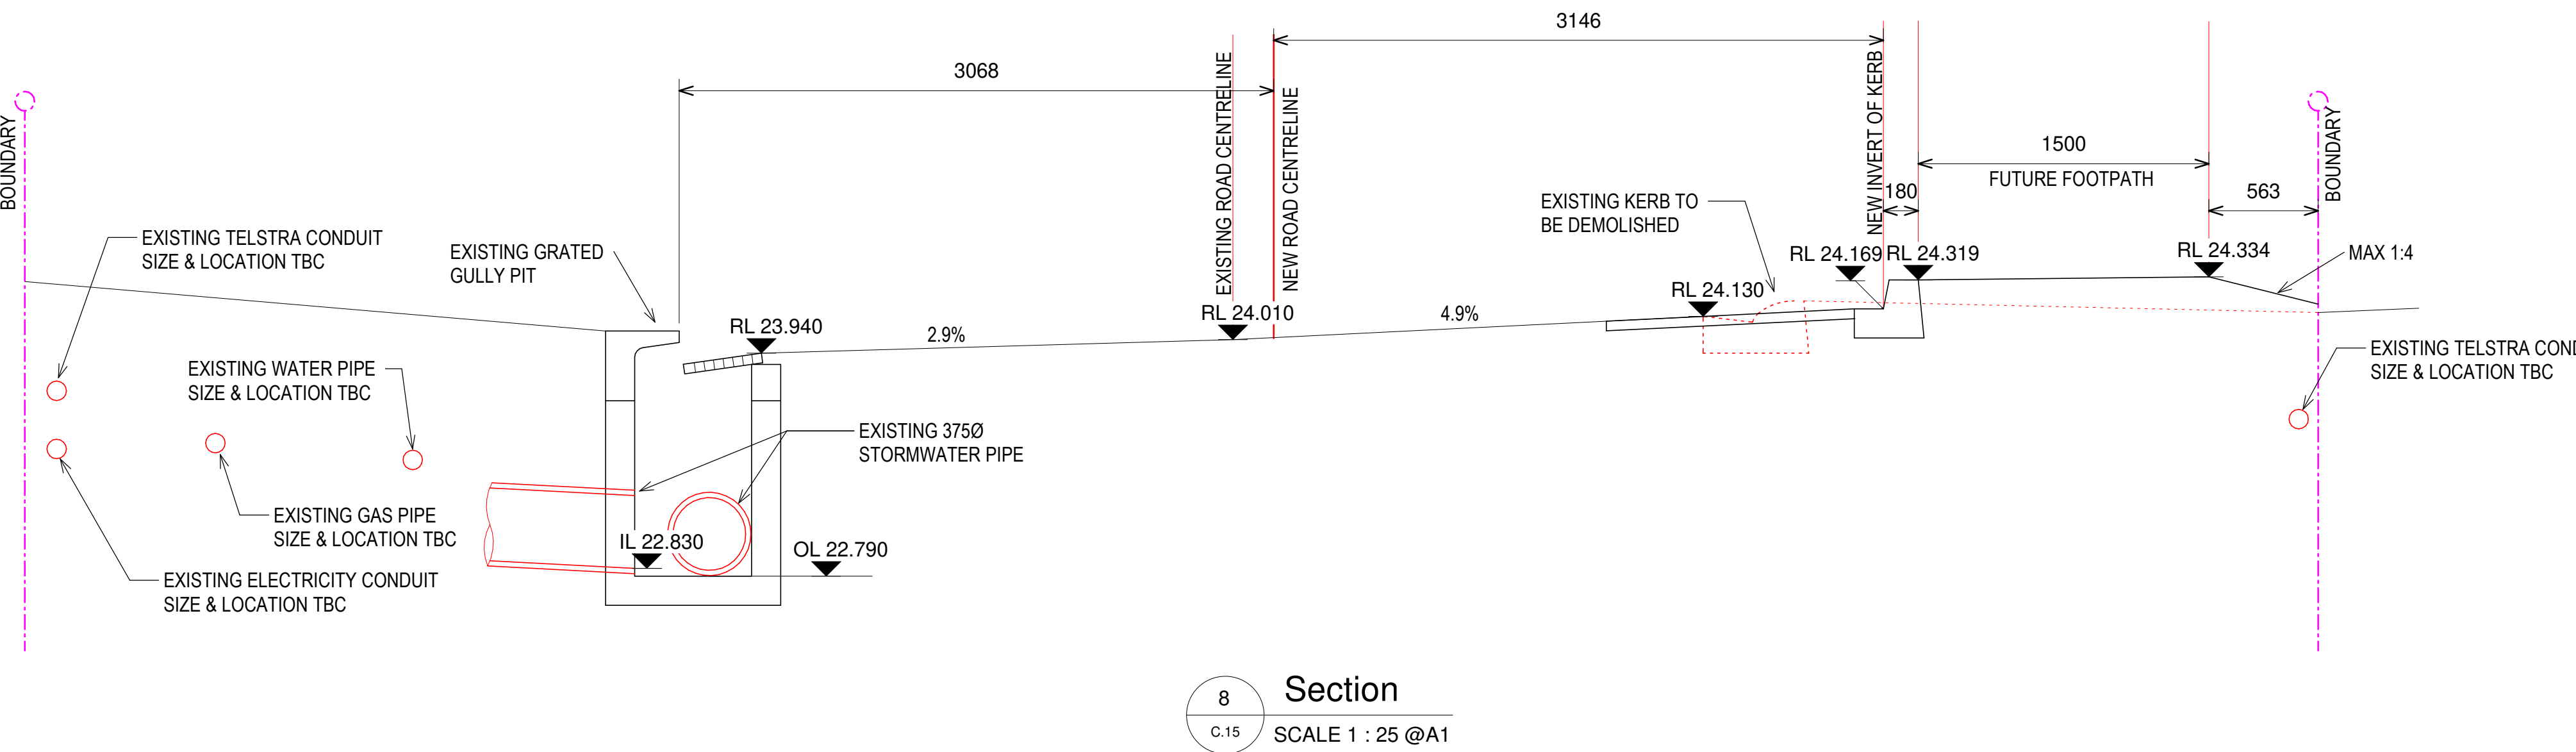 3146
3068
EXISTING ROAD CENTRELINE
NEW ROAD CENTRELINE
NEW INVERT OF KERB
BOUNDARY
BOUNDARY
1500
FUTURE FOOTPATH
180
563
EXISTING KERB TO
BE DEMOLISHED
EXISTING TELSTRA CONDUIT
SIZE & LOCATION TBC
EXISTING GRATED
GULLY PIT
RL 24.169
RL 24.319
RL 24.334
MAX 1:4
RL 24.130
RL 24.010
RL 23.940
2.9%
4.9%
EXISTING WATER PIPE
SIZE & LOCATION TBC
EXISTING TELSTRA COND
SIZE & LOCATION TBC
EXISTING 375Ø
STORMWATER PIPE
EXISTING GAS PIPE
SIZE & LOCATION TBC
IL 22.830
OL 22.790
EXISTING ELECTRICITY CONDUIT
SIZE & LOCATION TBC
8
Section
C.15
SCALE 1 : 25 @A1